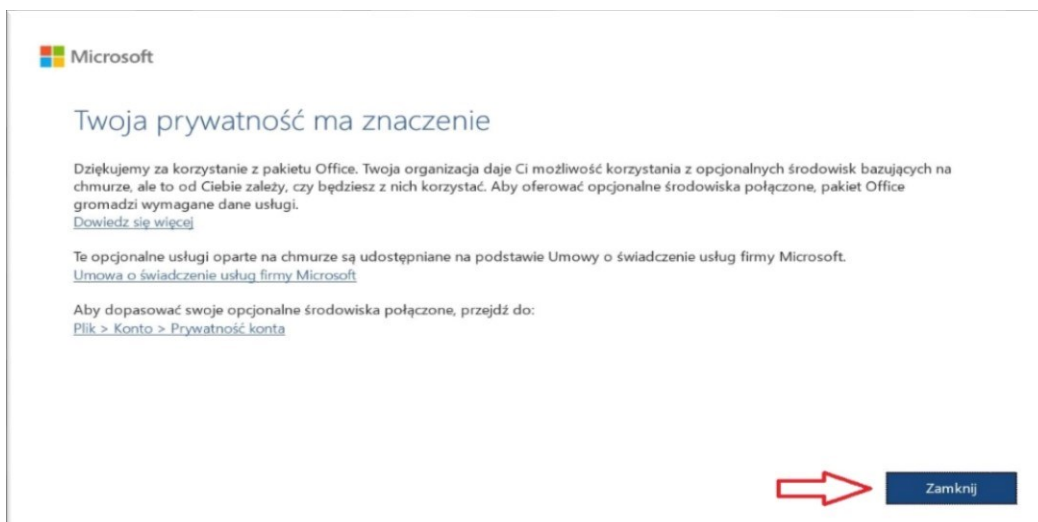 Microsoft
Twoja prywatność ma znaczenie
Dziękujemy za korzystanie z pakietu Office. Twoja organizacja daje Ci możliwość korzystania z opcjonalnych środowisk bazujących na
chmurze, ale to od Ciebie zależy, czy będziesz z nich korzystać. Aby oferować opcjonalne środowiska połączone, pakiet Office
gromadzi wymagane dane usługi.
Dowiedz się więcej
Te opcjonalne usługi oparte na chmurze są udostępniane na podstawie Umowy o świadczenie usług firmy Microsoft.
Umowa o świadczenie usług firmy Microsoft
Aby dopasować swoje opcjonalne środowiska połączone, przejdź do:
Plik > Konto > Prywatność konta
Zamknij